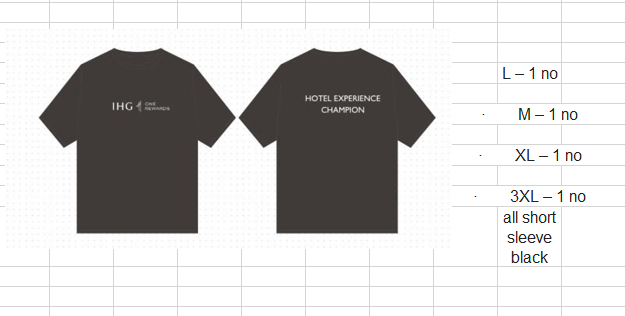 IHG ONE
REWARDS
HOTEL EXPERIENCE
CHAMPION
L – 1 no
· M – 1 no
· XL – 1 no
· 3XL – 1 no
all short
sleeve
black